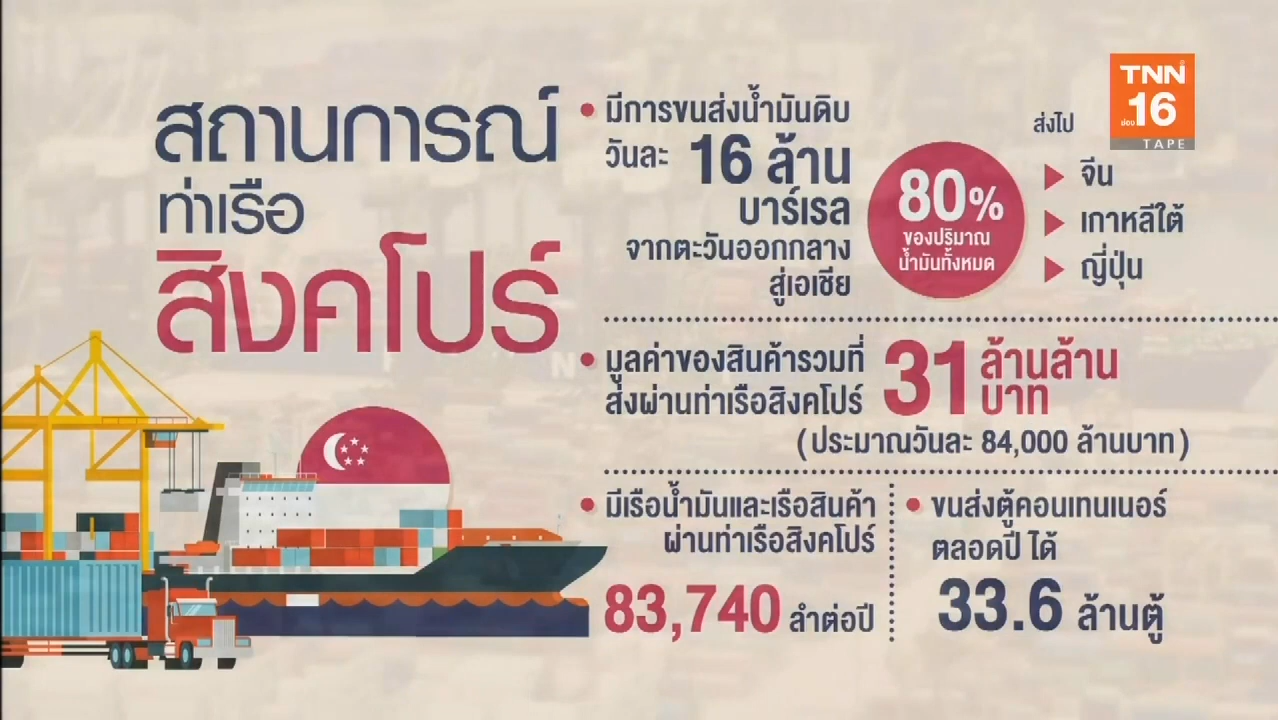 สถานการณ์
ท่าเรือ
สิงคโปร์
• มีการขนส่งน้ำมันดิบ
วันละ 16 ล้าน
บาร์เรล
จากตะวันออกกลาง
สู่เอเชีย
80%
ของปริมาณ
น้ำมันทั้งหมด
ส่งไป
จีน
เกาหลีใต้
ญี่ปุ่น
TNN
ช่อง 16
TAPE
• มูลค่าของสินค้ารวมที่
ส่งผ่านท่าเรือสิงคโปร์
31 ล้านล้าน
บาท
(ประมาณวันละ 84,000 ล้านบาท)
• มีเรือน้ำมันและเรือสินค้า
ผ่านท่าเรือสิงคโปร์
83,740 ลำต่อปี
• ขนส่งตู้คอนเทนเนอร์
ตลอดปี ได้
33.6 ล้านตู้